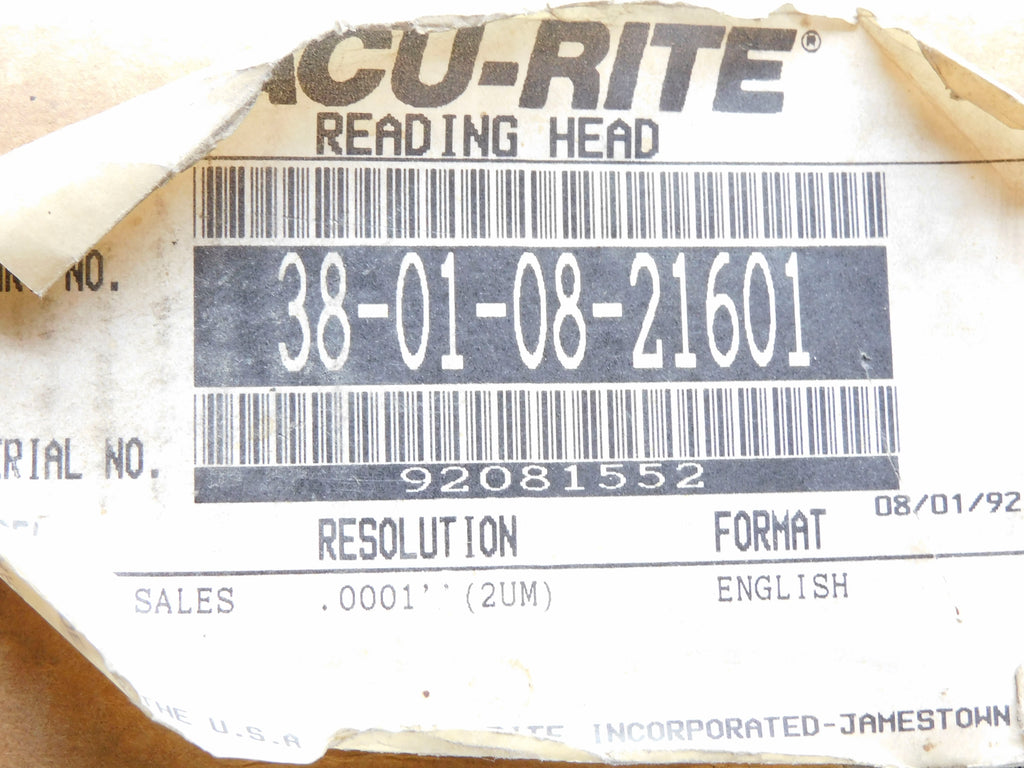 ACU-RITE®
READING HEAD
NO.
38-01-08-21601
NO.
92081552
08/01/92
RESOLUTION FORMAT
SALES .0001'' (2UM) ENGLISH
THE U.S.A
INCORPORATED-JAMESTOWN